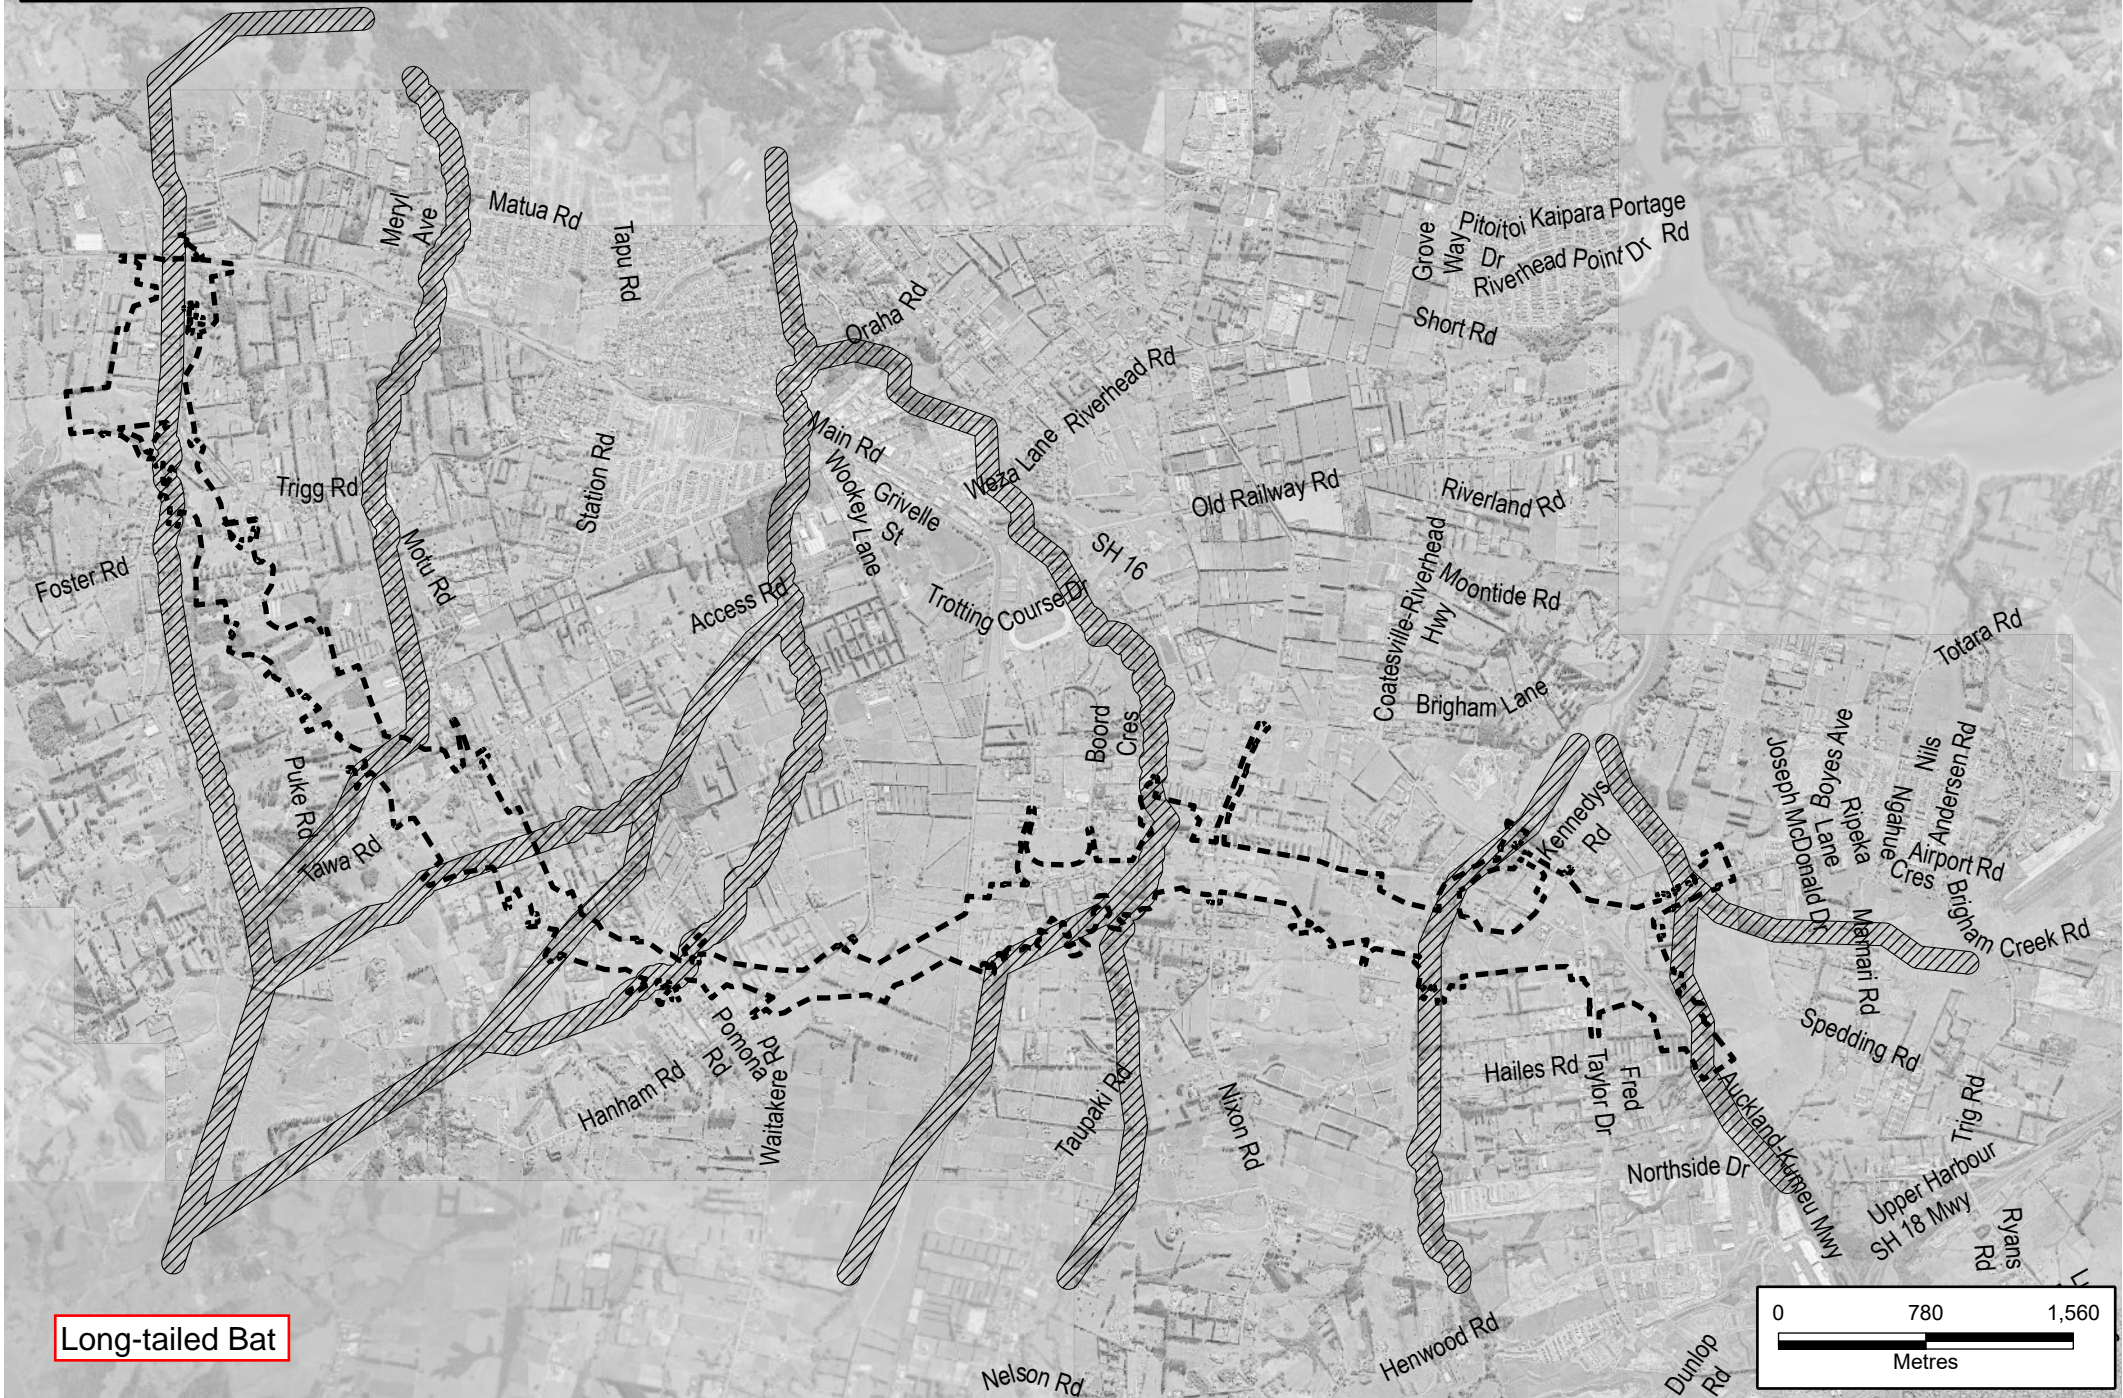 Matua Rd
Meryl
Ave
Tapu Rd
Pitoitoi
Dr
Kaipara Portage
Rd
Grove
Way
Riverhead Point Dr
Short Rd
Oraha Rd
Riverhead Rd
Main Rd
Wookey Lane
Grivelle
St
Weza Lane
Station Rd
Trigg Rd
Old Railway Rd
Riverland Rd
Motu Rd
Foster Rd
SH 16
Access Rd
Trotting Course Dr
Coatesville-Riverhead
Hwy
Moontide Rd
Totara Rd
Brigham Lane
Boord
Cres
Puke Rd
Tawa Rd
Kennedys
Rd
Joseph McDonald Dr
Boyes Ave
Ripeka
Lane
Nils
Andersen Rd
Ngahue
Cres
Airport Rd
Brigham Creek Rd
Mamari Rd
Spedding Rd
Pomona
Rd
Waitakere Rd
Hanham Rd
Taupaki Rd
Nixon Rd
Hailes Rd
Fred
Taylor Dr
Trig Rd
Northside Dr
Auckland-Kumeu Mwy
Upper Harbour
SH 18 Mwy
Ryans
Rd
Henwood Rd
Nelson Rd
Dunlop
Rd
Long-tailed Bat
0 780 1,560
Metres